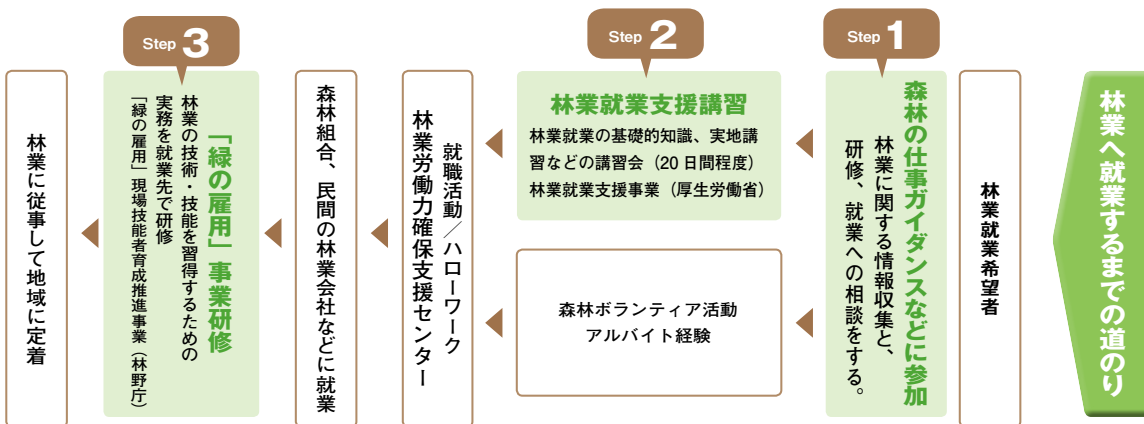 林業へ就業するまでの道のり
林業就業希望者
Step 1
森林の仕事ガイダンスなどに参加
林業に関する情報収集と、
研修、就業への相談をする。
Step 2
林業就業支援講習
林業就業の基礎的知識、実地講
習などの講習会（20日間程度）
林業就業支援事業（厚生労働省）
森林ボランティア活動
アルバイト経験
就職活動／ハローワーク
林業労働力確保支援センター
森林組合、民間の林業会社などに就業
Step 3
「緑の雇用」事業研修
林業の技術・技能を習得するための
実務を就業先で研修
「緑の雇用」現場技能者育成推進事業（林野庁）
林業に従事して地域に定着